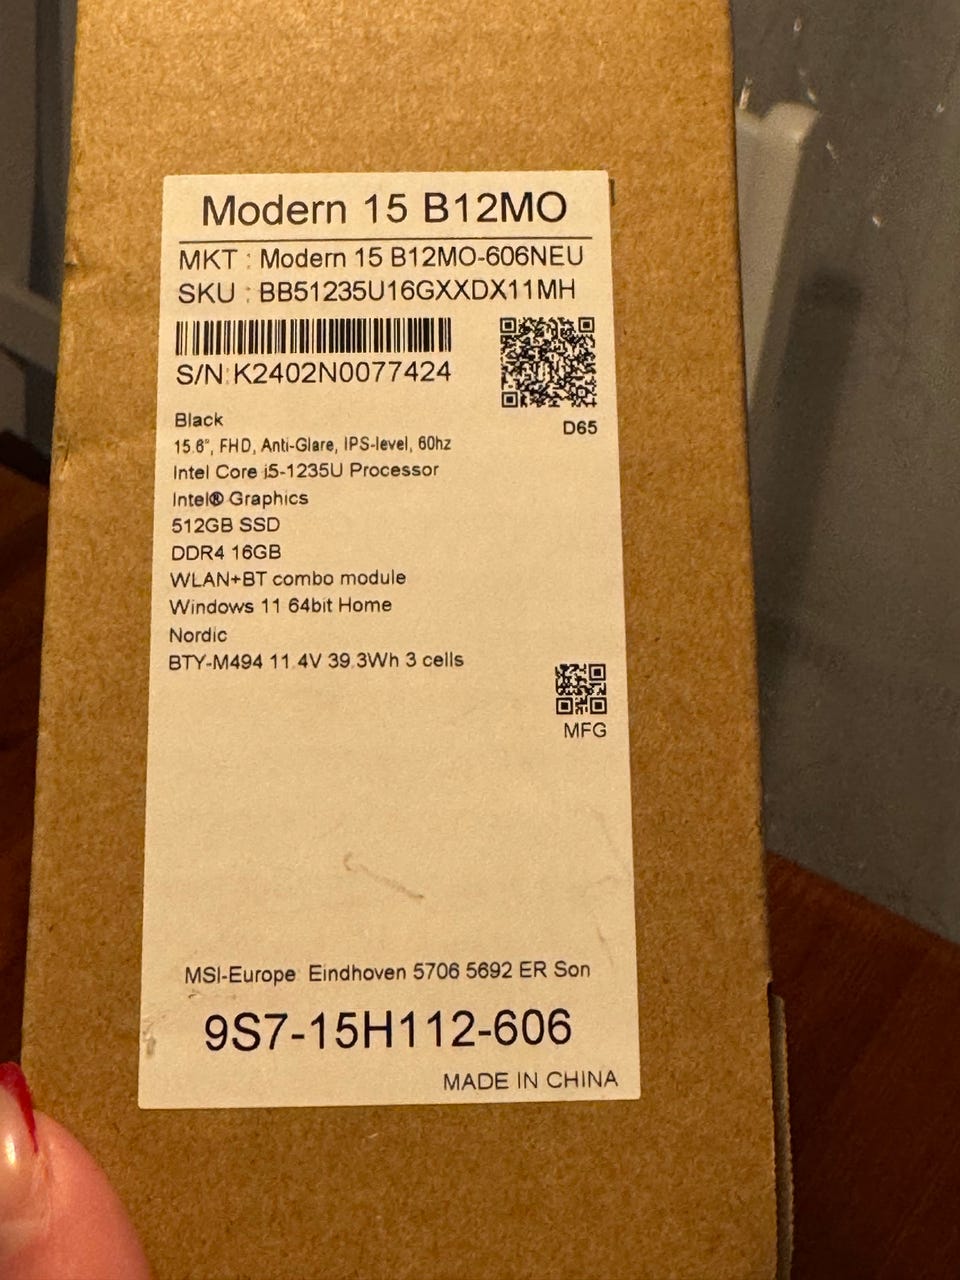 Modern 15 B12MO
MKT : Modern 15 B12MO-606NEU
SKU : BB51235U16GXXDX11MH
S/N:K2402N0077424
D65
Black
15.6", FHD, Anti-Glare, IPS-level, 60hz
Intel Core i5-1235U Processor
Intel® Graphics
512GB SSD
DDR4 16GB
WLAN+BT combo module
Windows 11 64bit Home
Nordic
BTY-M494 11.4V 39.3Wh 3 cells
MFG
MSI-Europe Eindhoven 5706 5692 ER Son
9S7-15H112-606
MADE IN CHINA